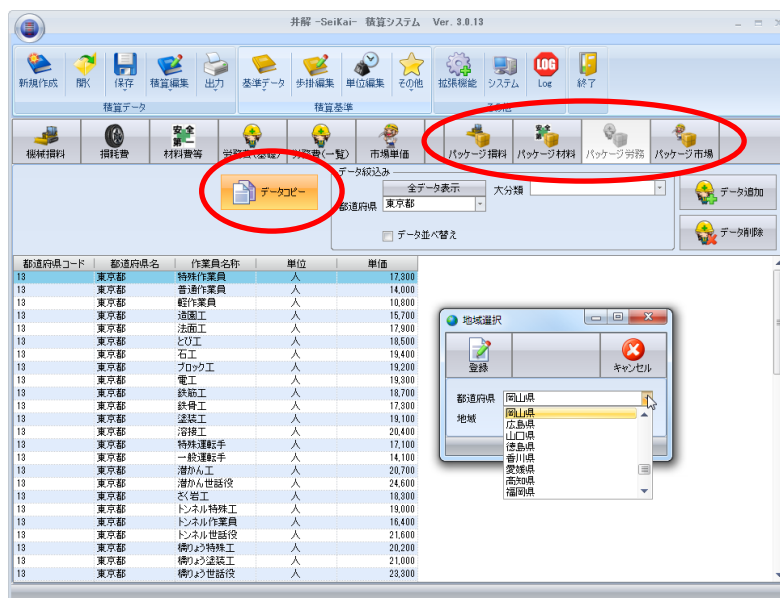 井解 -SeiKai- 積算システム Ver. 3.0.13
新規作成 開く 保存 積算編集 出力 基準データ 歩掛編集 単位編集 その他 拡張機能 システム Log 終了
LOG
積算データ 積算基準 その他
機械損料 損耗費 材料費等 労務費(基礎) 労務費(一覧) 市場単価 パッケージ損料 パッケージ材料 パッケージ労務 パッケージ市場
安全第一
データコピー
データ絞込み
全データ表示 大分類
都道府県 東京都
データ並べ替え
データ追加
データ削除
都道府県コード 都道府県名 作業員名称 単位 単価
13 東京都 特殊作業員 人 17,300
13 東京都 普通作業員 人 14,000
13 東京都 軽作業員 人 10,800
13 東京都 造園工 人 15,700
13 東京都 法面工 人 17,900
13 東京都 とび工 人 18,500
13 東京都 石工 人 19,400
13 東京都 ブロック工 人 19,200
13 東京都 電工 人 19,300
13 東京都 鉄筋工 人 18,700
13 東京都 鉄骨工 人 17,300
13 東京都 塗装工 人 19,100
13 東京都 溶接工 人 20,400
13 東京都 特殊運転手 人 17,100
13 東京都 一般運転手 人 14,100
13 東京都 潜かん工 人 20,700
13 東京都 潜かん世話役 人 24,600
13 東京都 さく岩工 人 18,300
13 東京都 トンネル特殊工 人 19,000
13 東京都 トンネル作業員 人 16,400
13 東京都 トンネル世話役 人 21,600
13 東京都 橋りょう特殊工 人 20,200
13 東京都 橋りょう塗装工 人 21,000
13 東京都 橋りょう世話役 人 23,300
地域選択
登録 キャンセル
都道府県 岡山県
地域
岡山県
広島県
山口県
徳島県
香川県
愛媛県
高知県
福岡県